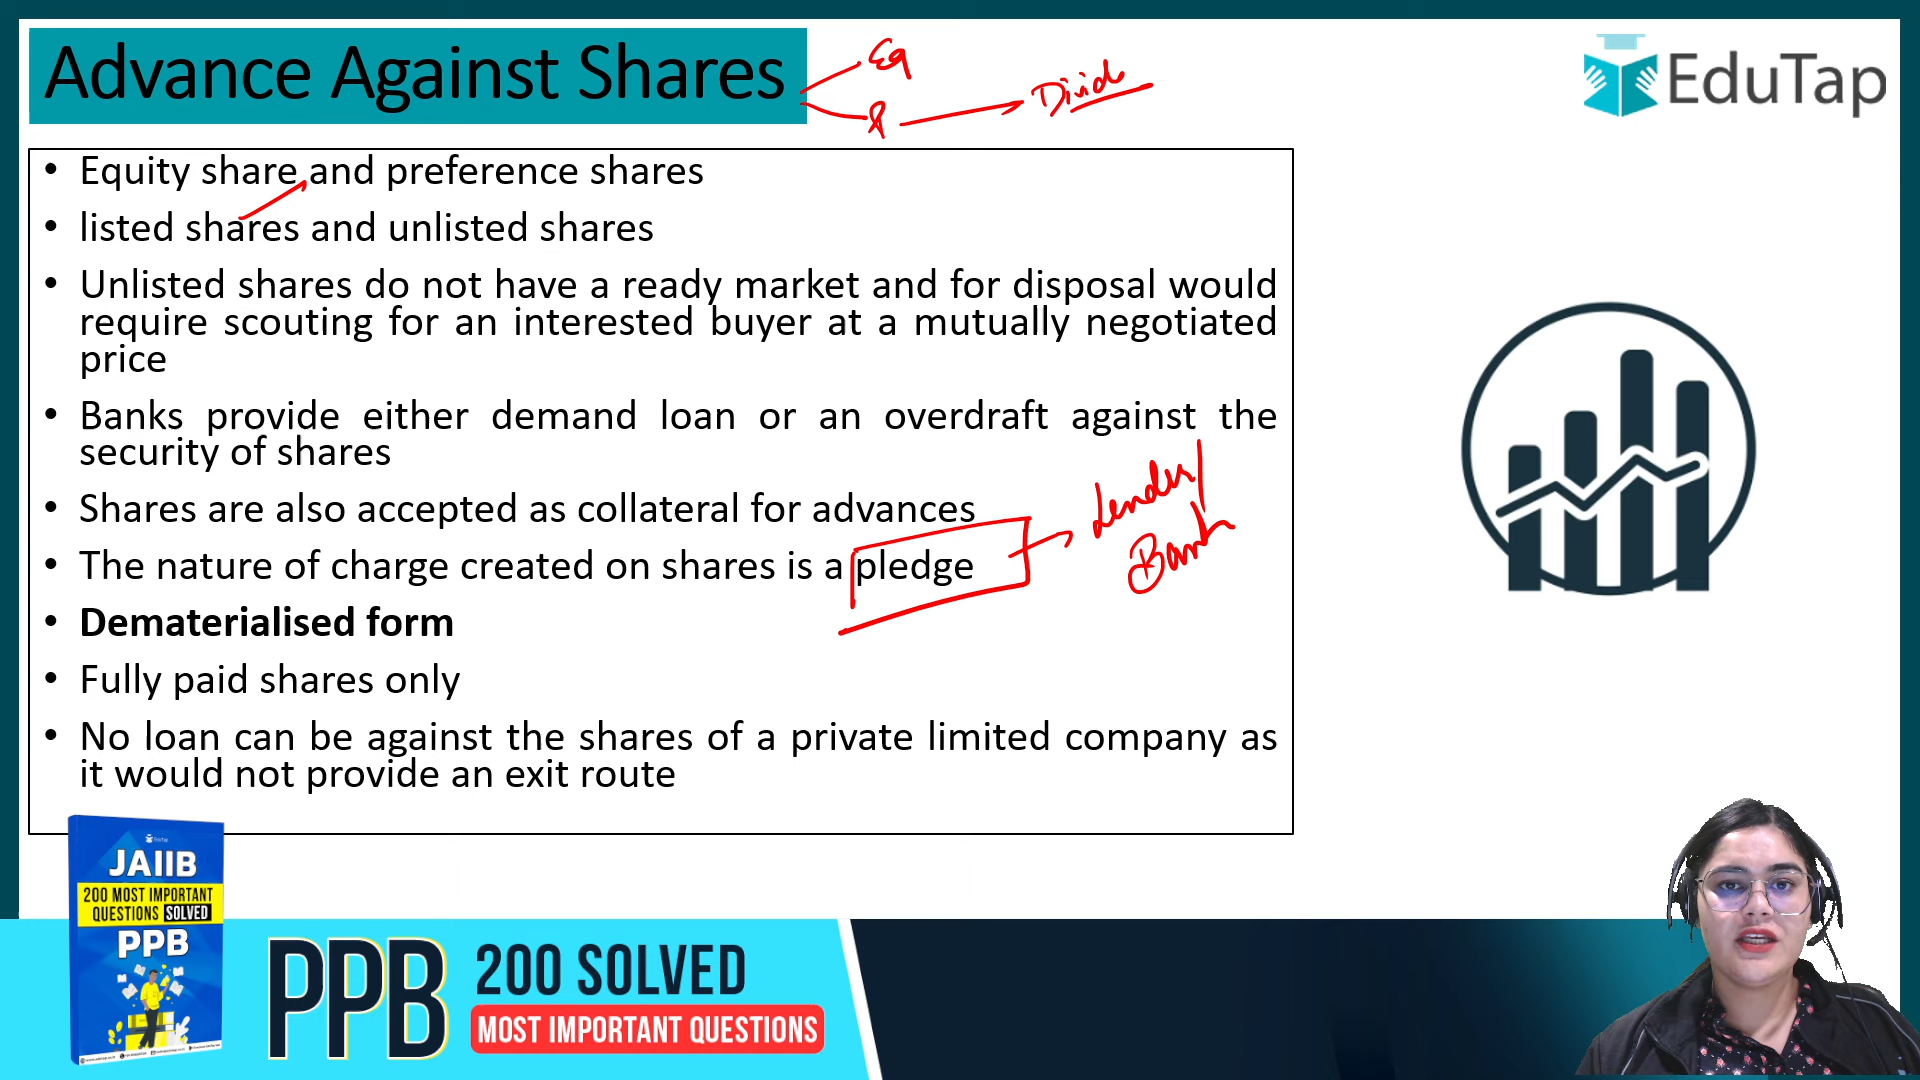 Advance Against Shares
Eq
P
Divide
EduTap
• Equity share and preference shares
• listed shares and unlisted shares
• Unlisted shares do not have a ready market and for disposal would
require scouting for an interested buyer at a mutually negotiated
price
• Banks provide either demand loan or an overdraft against the
security of shares
• Shares are also accepted as collateral for advances
• The nature of charge created on shares is a pledge
Lender/
Bank
• Dematerialised form
• Fully paid shares only
• No loan can be against the shares of a private limited company as
it would not provide an exit route
EduTap
JAIIB
200 MOST IMPORTANT
QUESTIONS SOLVED
PPB
PPB
200 SOLVED
MOST IMPORTANT QUESTIONS